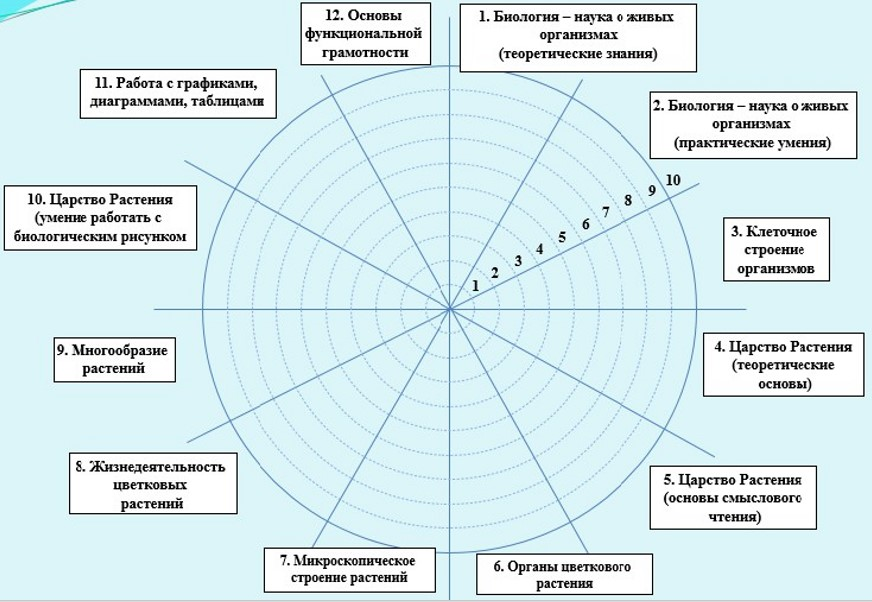 12. Основы
функциональной
грамотности
1. Биология – наука о живых
организмах
(теоретические знания)
11. Работа с графиками,
диаграммами, таблицами
2. Биология – наука о живых
организмах
(практические умения)
10. Царство Растения
(умение работать с
биологическим рисунком
10
9
8
7
6
5
4
3
2
1
3. Клеточное
строение
организмов
9. Многообразие
растений
4. Царство Растения
(теоретические
основы)
8. Жизнедеятельность
цветковых
растений
5. Царство Растения
(основы смыслового
чтения)
7. Микроскопическое
строение растений
6. Органы цветкового
растения